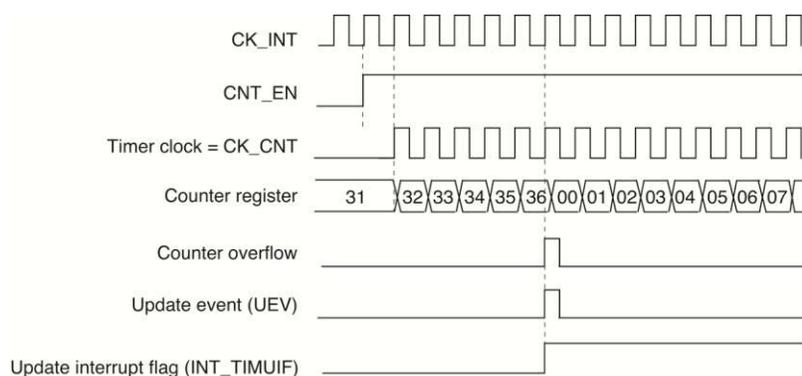 CK_INT
CNT_EN
Timer clock = CK_CNT
Counter register 31 32 33 34 35 36 00 01 02 03 04 05 06 07
Counter overflow
Update event (UEV)
Update interrupt flag (INT_TIMUIF)